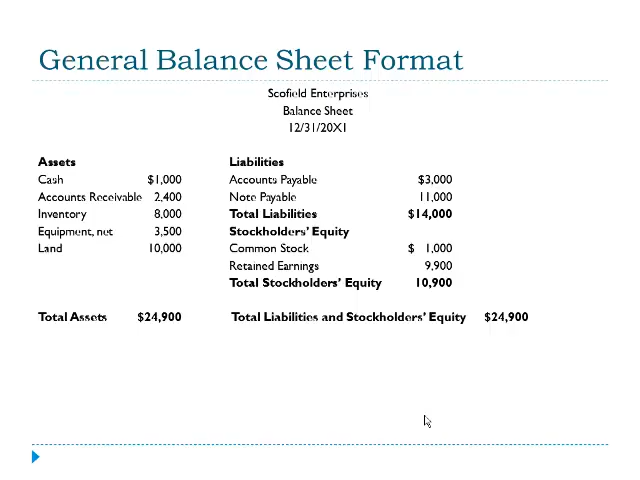 General Balance Sheet Format
Scofield Enterprises
Balance Sheet
12/31/20X1
Assets Liabilities
Cash $1,000 Accounts Payable $3,000
Accounts Receivable 2,400 Note Payable 11,000
Inventory 8,000 Total Liabilities $14,000
Equipment, net 3,500 Stockholders' Equity
Land 10,000 Common Stock $ 1,000
Retained Earnings 9,900
Total Stockholders' Equity 10,900
Total Assets $24,900 Total Liabilities and Stockholders' Equity $24,900